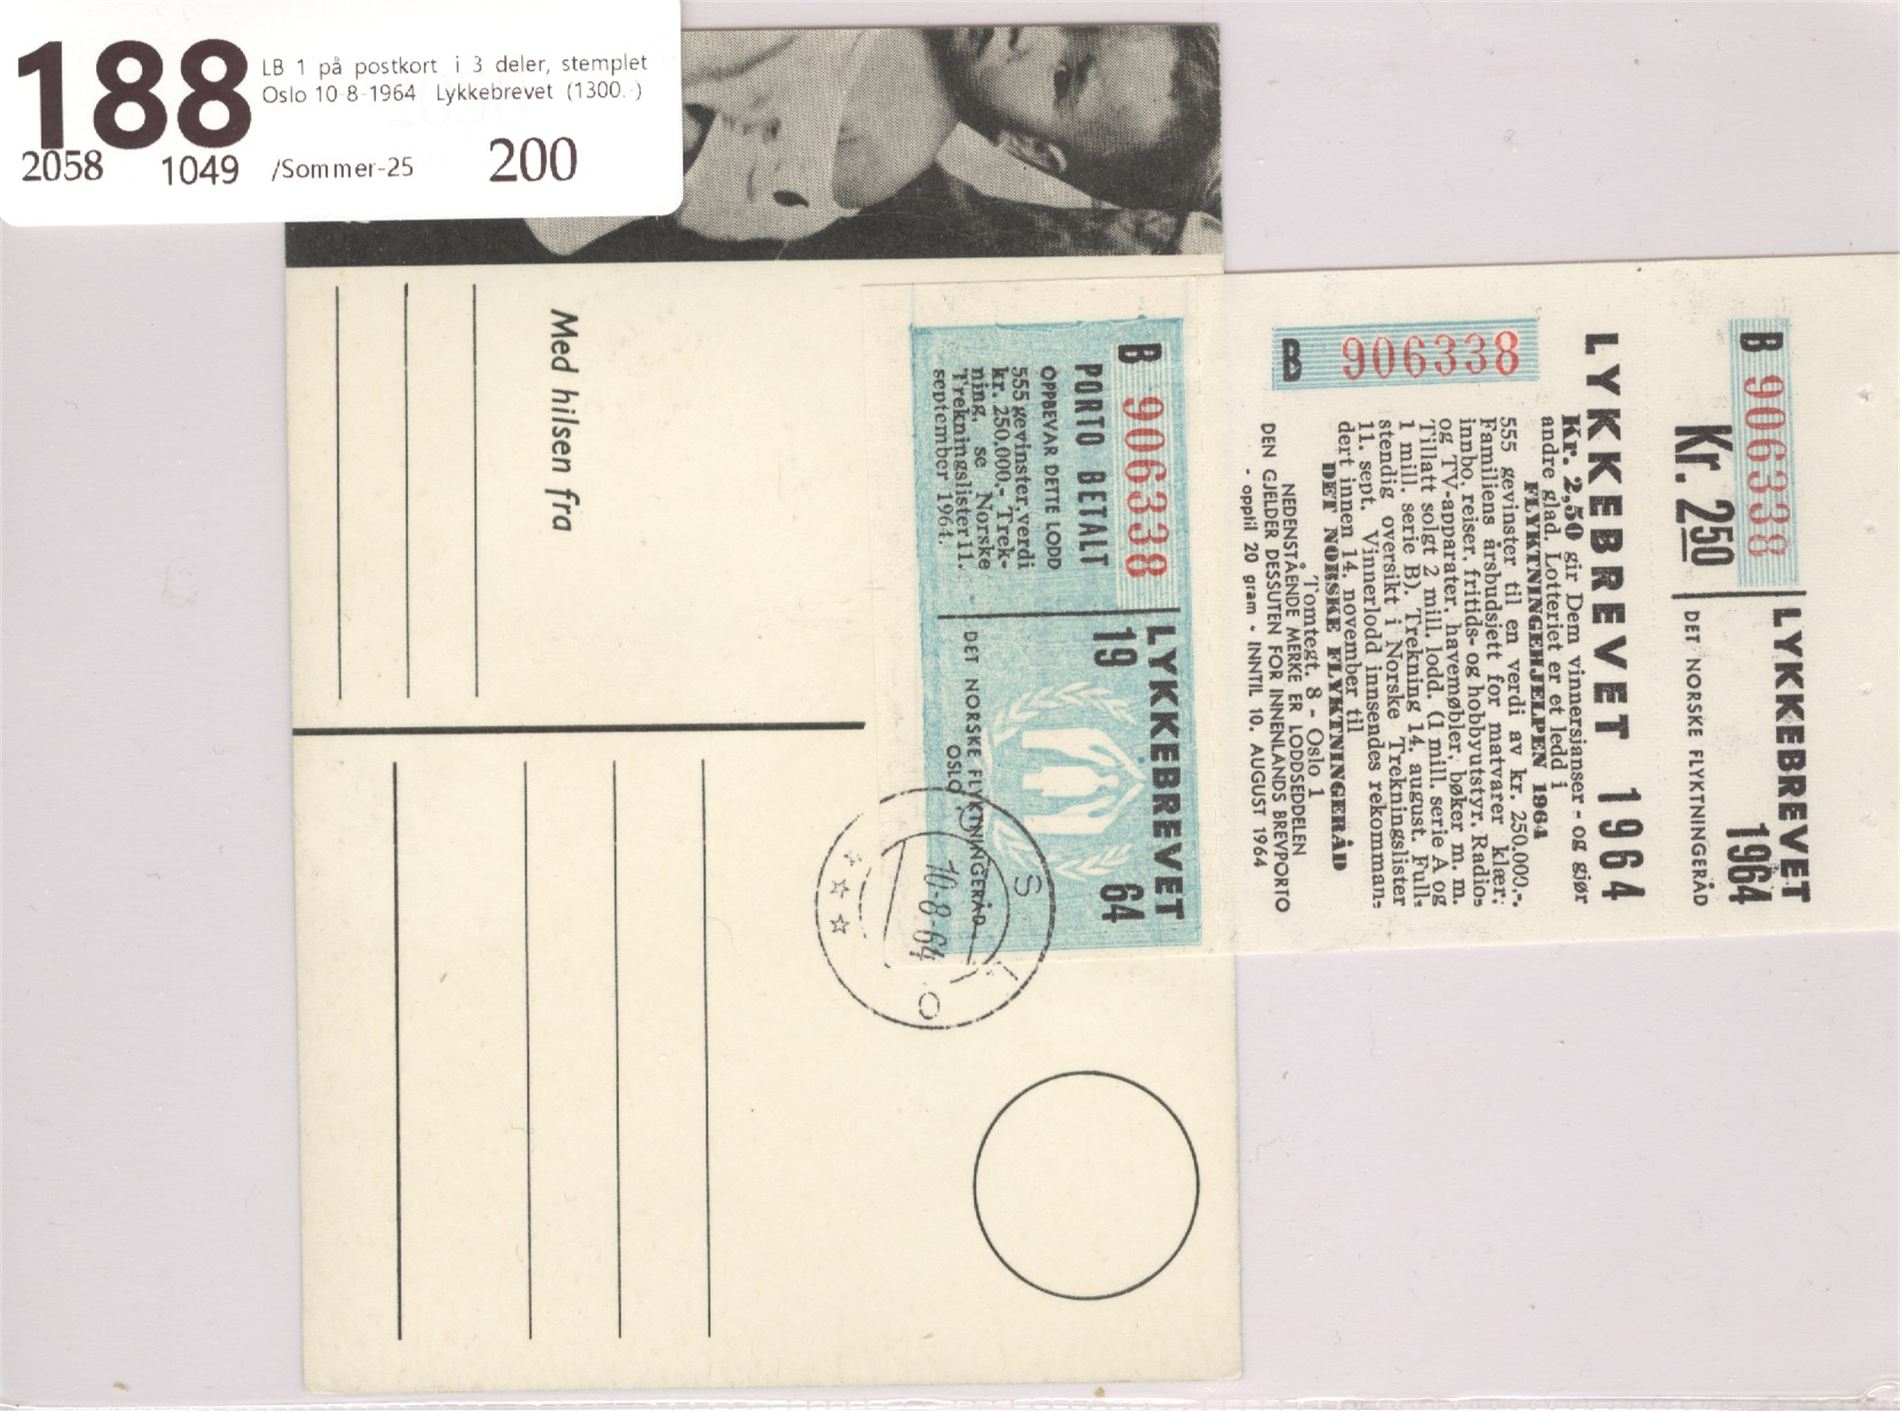 188
LB 1 på postkort i 3 deler, stemplet
Oslo 10-8-1964 Lykkebrevet (1300.-)
2058 1049 /Sommer-25 200
Med hilsen fra
B 906338
PORTO BETALT
OPPBEVAR DETTE LODD
555 gevinster, verdi
kr. 250.000,- Trek-
ning, se Norske
Trekningslister 11.
september 1964.
LYKKEBREVET
19 64
DET NORSKE FLYKTNINGERÅD
OSLO
OSLO
10-8-64
B 906338
LYKKEBREVET 1964
Kr. 2,50 gir Dem vinnersjanser - og gjør
andre glad. Lotteriet er et ledd i
FLYKTNINGEHJELPEN 1964
555 gevinster til en verdi av kr. 250.000.-.
Familiens årsbudsjett for matvarer klær,
innbo, reiser, fritids- og hobbyutstyr. Radio-
og TV-apparater, havemøbler, bøker m. m.
Tillatt solgt 2 mill. lodd. (1 mill. serie A og
1 mill. serie B). Trekning 14. august. Full-
stendig oversikt i Norske Trekningslister
11. sept. Vinnerlodd innsendes rekomman-
dert innen 14. november til
DET NORSKE FLYKTNINGERÅD
Tomtegt. 8 - Oslo 1
NEDENSTÅENDE MERKE ER LODDSEDDELEN
DEN GJELDER DESSUTEN FOR INNENLANDS BREVPORTO
- opptil 20 gram - INNTIL 10. AUGUST 1964
B 906338
Kr. 250
LYKKEBREVET
1964
DET NORSKE FLYKTNINGERÅD